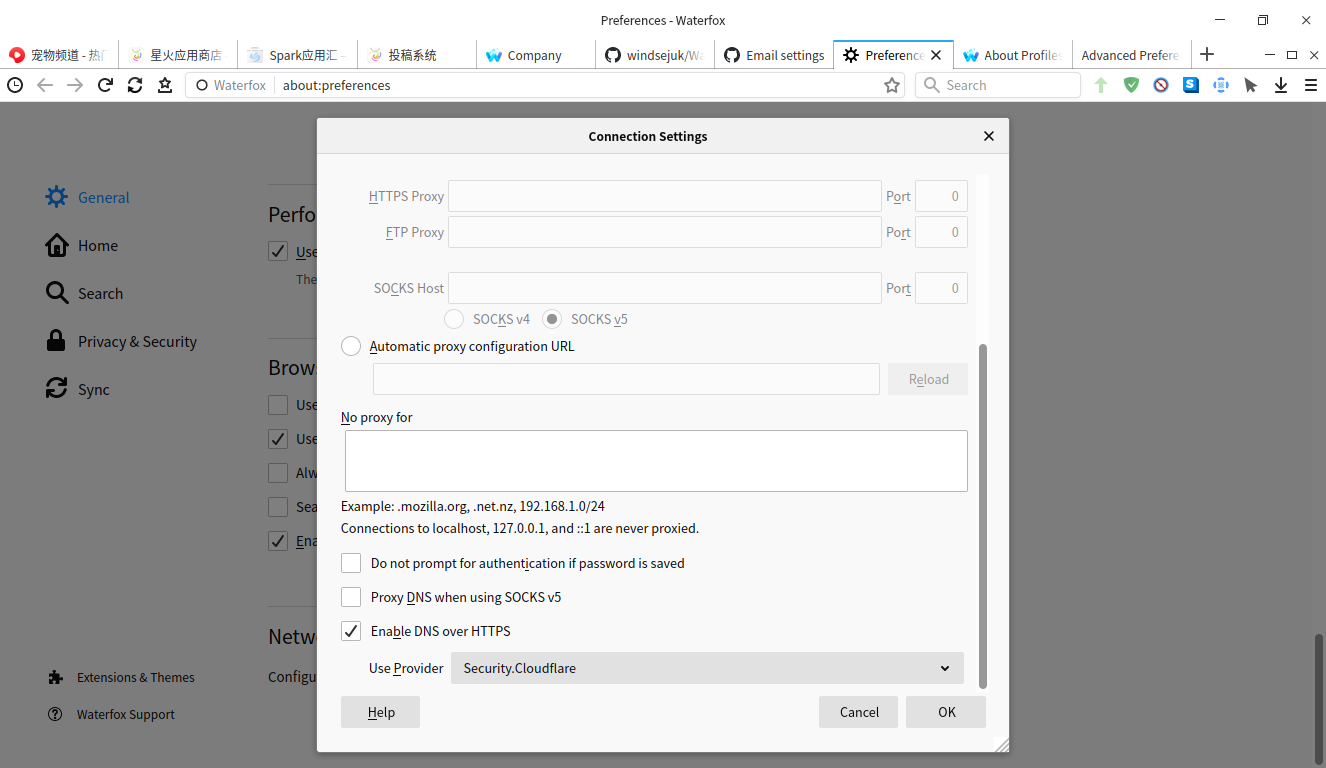 Preferences - Waterfox
宠物频道 - 热
星火应用商店
Spark应用汇 -
投稿系统
Company
windsejuk/Wa
Email settings
Preference
About Profiles
Advanced Prefere
Waterfox
about:preferences
Search
General
Home
Search
Privacy & Security
Sync
Extensions & Themes
Waterfox Support
Perfo
Use
The
Brow
Use
Use
Alw
Sea
Ena
Netw
Configu
Connection Settings
HTTPS Proxy
Port
0
FTP Proxy
Port
0
SOCKS Host
Port
0
SOCKS v4
SOCKS v5
Automatic proxy configuration URL
Reload
No proxy for
Example: .mozilla.org, .net.nz, 192.168.1.0/24
Connections to localhost, 127.0.0.1, and ::1 are never proxied.
Do not prompt for authentication if password is saved
Proxy DNS when using SOCKS v5
Enable DNS over HTTPS
Use Provider
Security.Cloudflare
Help
Cancel
OK